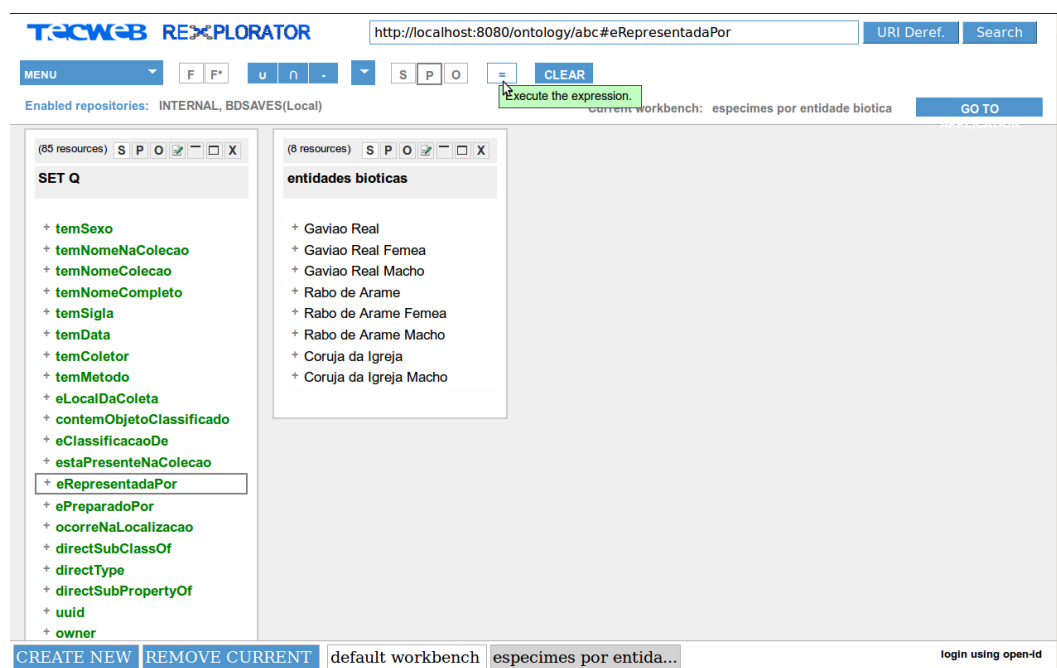 TECWEB REXPLORATOR http://localhost:8080/ontology/abc#eRepresentadaPor URI Deref. Search
MENU F F* ∪ ∩ - S P O = CLEAR
Execute the expression.
Enabled repositories: INTERNAL, BDSAVES(Local) Current workbench: especimes por entidade biotica GO TO
APPLICATION
(85 resources) S P O X
SET Q
+ temSexo
+ temNomeNaColecao
+ temNomeColecao
+ temNomeCompleto
+ temSigla
+ temData
+ temColetor
+ temMetodo
+ eLocalDaColeta
+ contemObjetoClassificado
+ eClassificacaoDe
+ estaPresenteNaColecao
+ eRepresentadaPor
+ ePreparadoPor
+ ocorreNaLocalizacao
+ directSubClassOf
+ directType
+ directSubPropertyOf
+ uuid
+ owner
(8 resources) S P O X
entidades bioticas
+ Gaviao Real
+ Gaviao Real Femea
+ Gaviao Real Macho
+ Rabo de Arame
+ Rabo de Arame Femea
+ Rabo de Arame Macho
+ Coruja da Igreja
+ Coruja da Igreja Macho
CREATE NEW REMOVE CURRENT default workbench especimes por entida... login using open-id